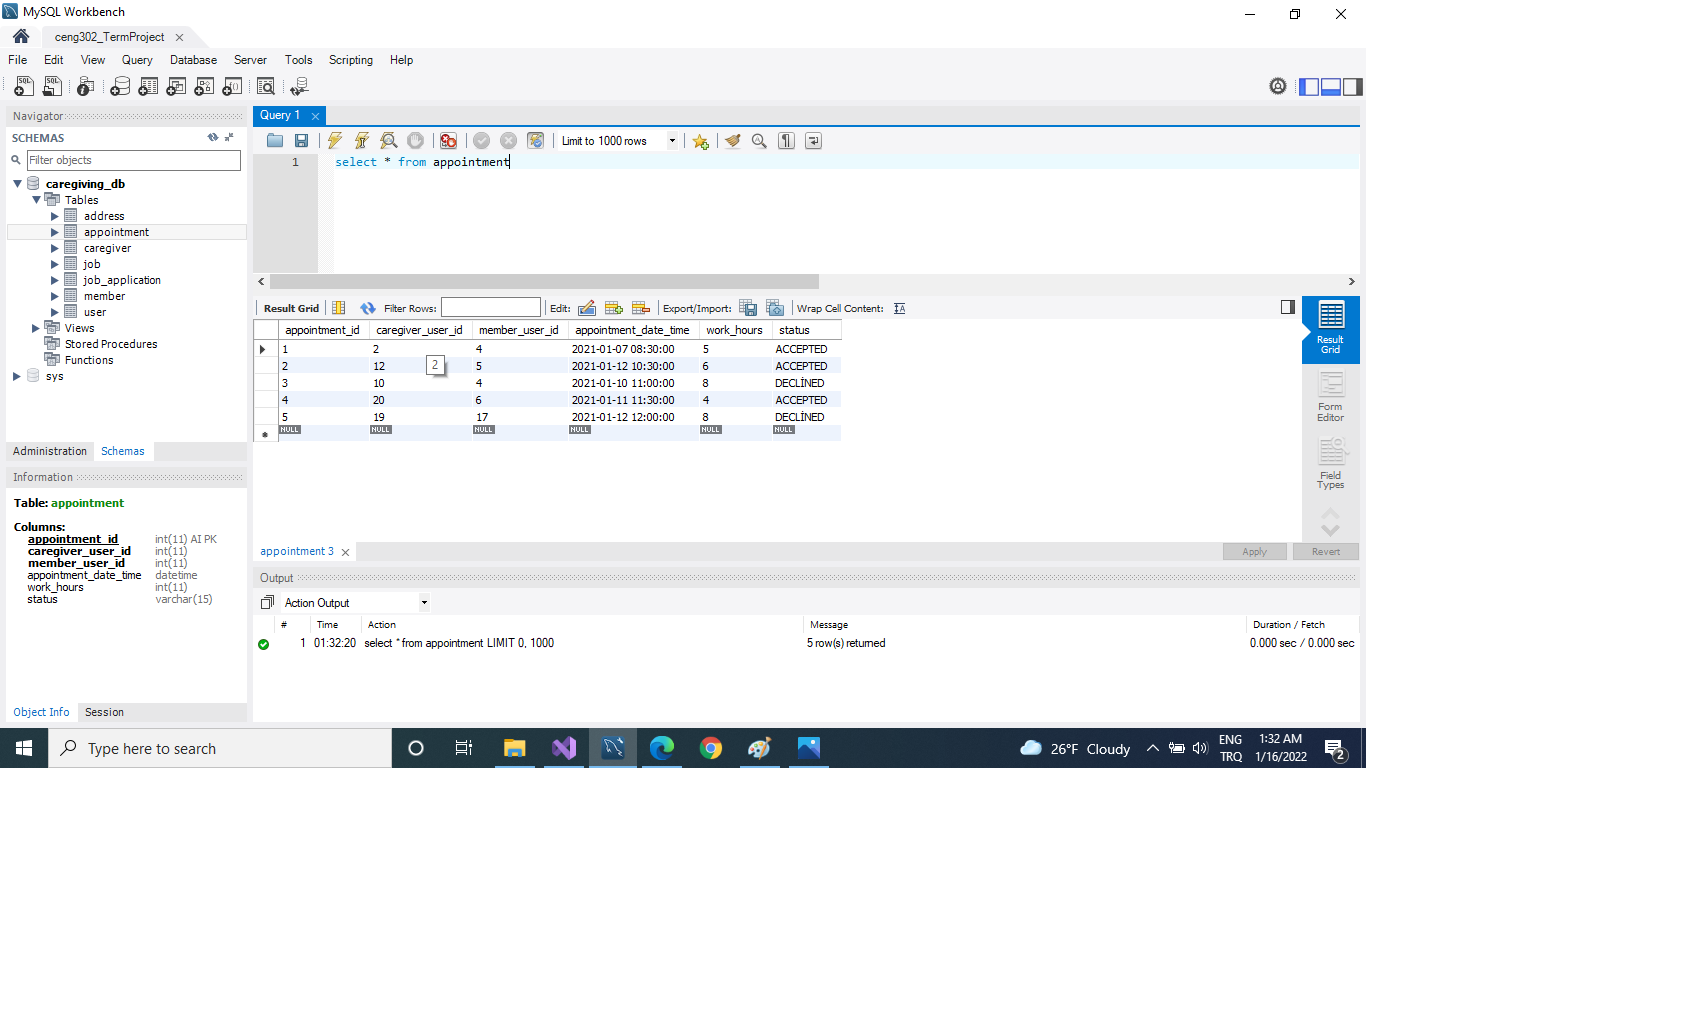 MySQL Workbench
ceng302_TermProject
File Edit View Query Database Server Tools Scripting Help
Navigator
SCHEMAS
Filter objects
caregiving_db
Tables
address
appointment
caregiver
job
job_application
member
user
Views
Stored Procedures
Functions
sys
Administration Schemas
Information
Table: appointment
Columns:
appointment_id int(11) AI PK
caregiver_user_id int(11)
member_user_id int(11)
appointment_date_time datetime
work_hours int(11)
status varchar(15)
Object Info Session
Query 1
Limit to 1000 rows
1 select * from appointment
Result Grid Filter Rows: Edit: Export/Import: Wrap Cell Content:
appointment_id caregiver_user_id member_user_id appointment_date_time work_hours status
1 2 4 2021-01-07 08:30:00 5 ACCEPTED
2 12 5 2021-01-12 10:30:00 6 ACCEPTED
2
3 10 4 2021-01-10 11:00:00 8 DECLİNED
4 20 6 2021-01-11 11:30:00 4 ACCEPTED
5 19 17 2021-01-12 12:00:00 8 DECLİNED
NULL NULL NULL NULL NULL NULL
Result
Grid
Form
Editor
Field
Types
appointment 3
Apply Revert
Output
Action Output
# Time Action Message Duration / Fetch
1 01:32:20 select * from appointment LIMIT 0, 1000 5 row(s) returned 0.000 sec / 0.000 sec
Type here to search
26°F Cloudy
ENG
TRQ
1:32 AM
1/16/2022
2